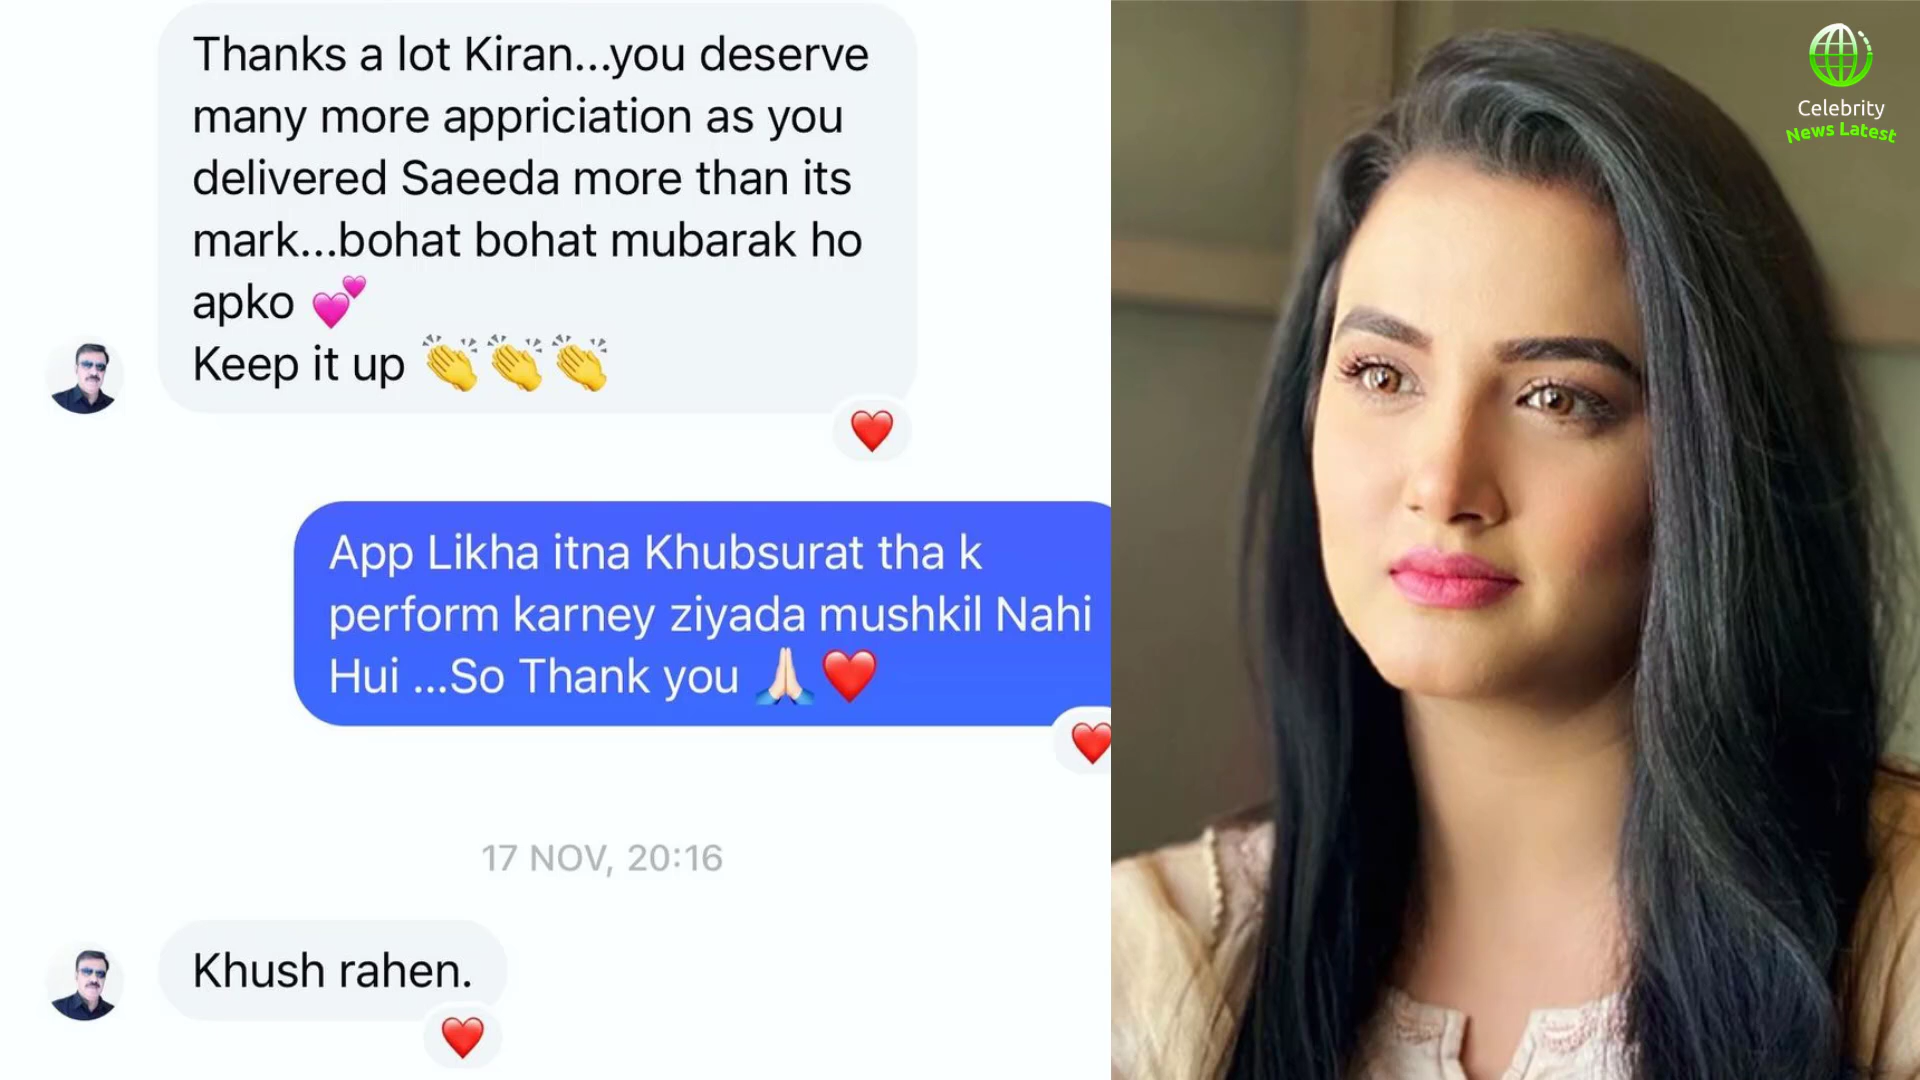 Thanks a lot Kiran...you deserve
many more appriciation as you
delivered Saeeda more than its
mark...bohat bohat mubarak ho
apko 💕
Keep it up 👏👏👏
App Likha itna Khubsurat tha k
perform karney ziyada mushkil Nahi
Hui ...So Thank you 🙏🏻❤️
17 NOV, 20:16
Khush rahen.
Celebrity
News Latest